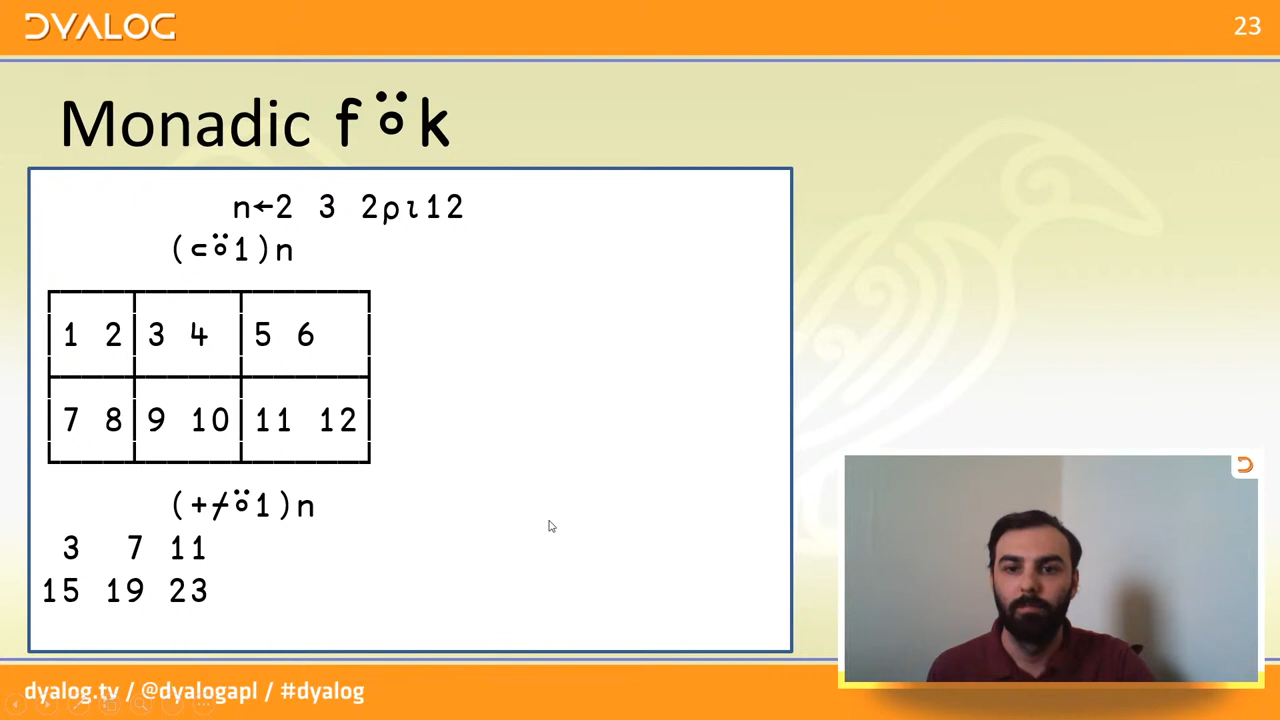 DYALOG
23
Monadic f⍤k
n←2 3 2⍴⍳12
(⊂⍤1)n
1 2 3 4 5 6
7 8 9 10 11 12
(+⌿⍤1)n
3 7 11
15 19 23
dyalog.tv / @dyalogapl / #dyalog